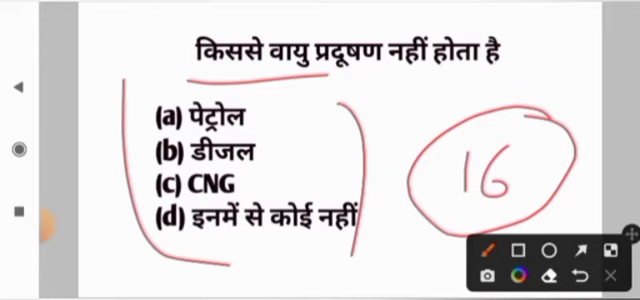 किससे वायु प्रदूषण नहीं होता है
(a) पेट्रोल
(b) डीजल
(c) CNG
(d) इनमें से कोई नहीं
16